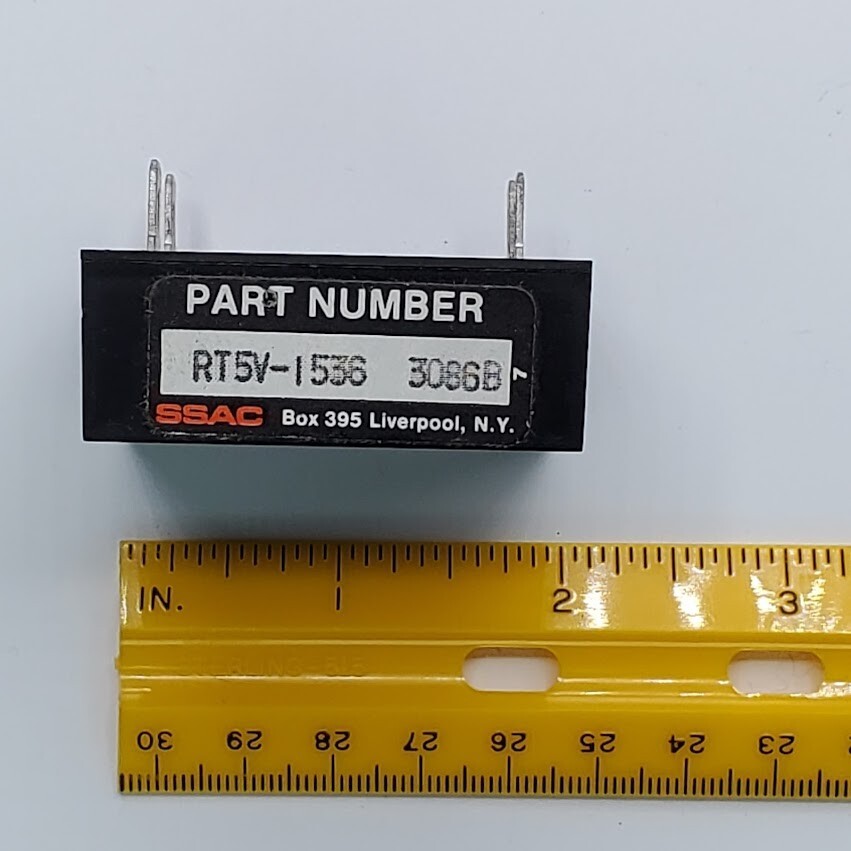 PART NUMBER
RT5V-1536 3086B 7
SSAC Box 395 Liverpool, N.Y.
1 2 3
IN.
30 29 28 27 26 25 24 23